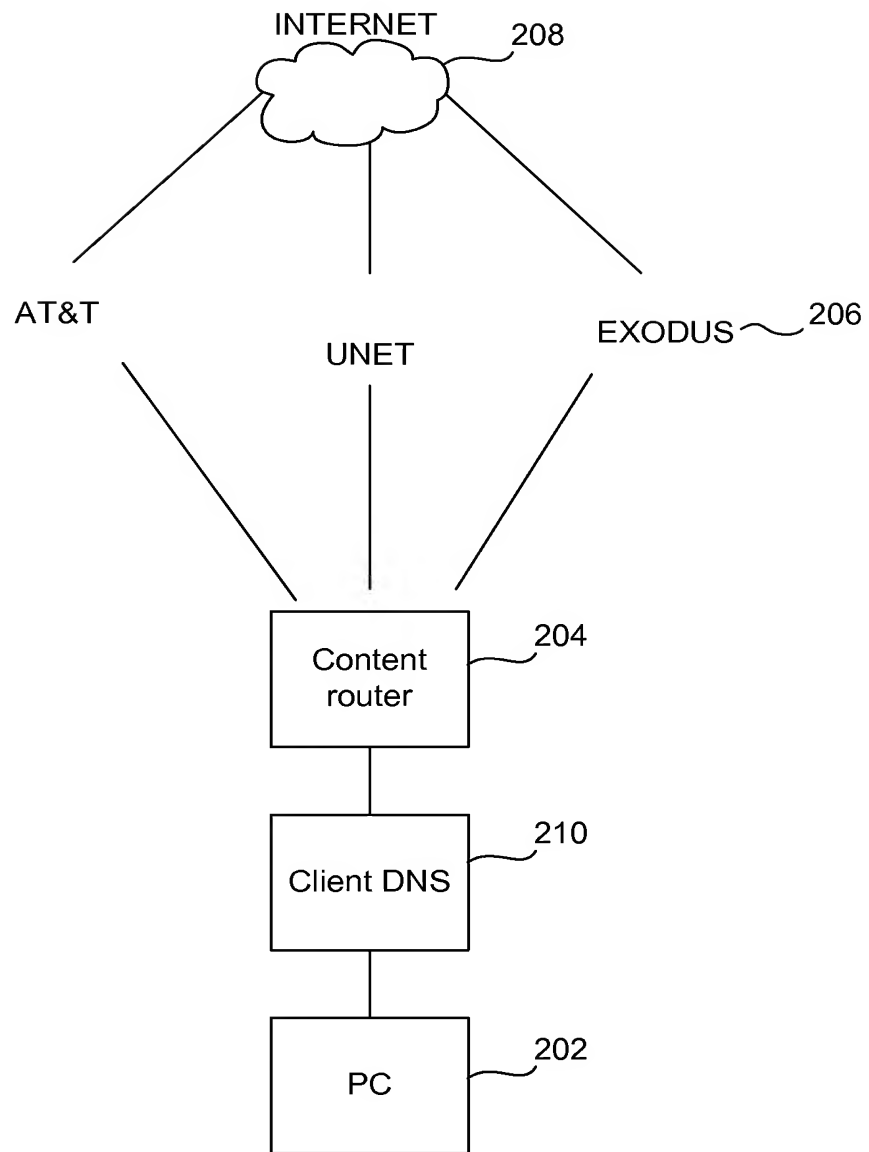 INTERNET
208
AT&T
UNET
EXODUS
206
Content
router
204
Client DNS
210
PC
202